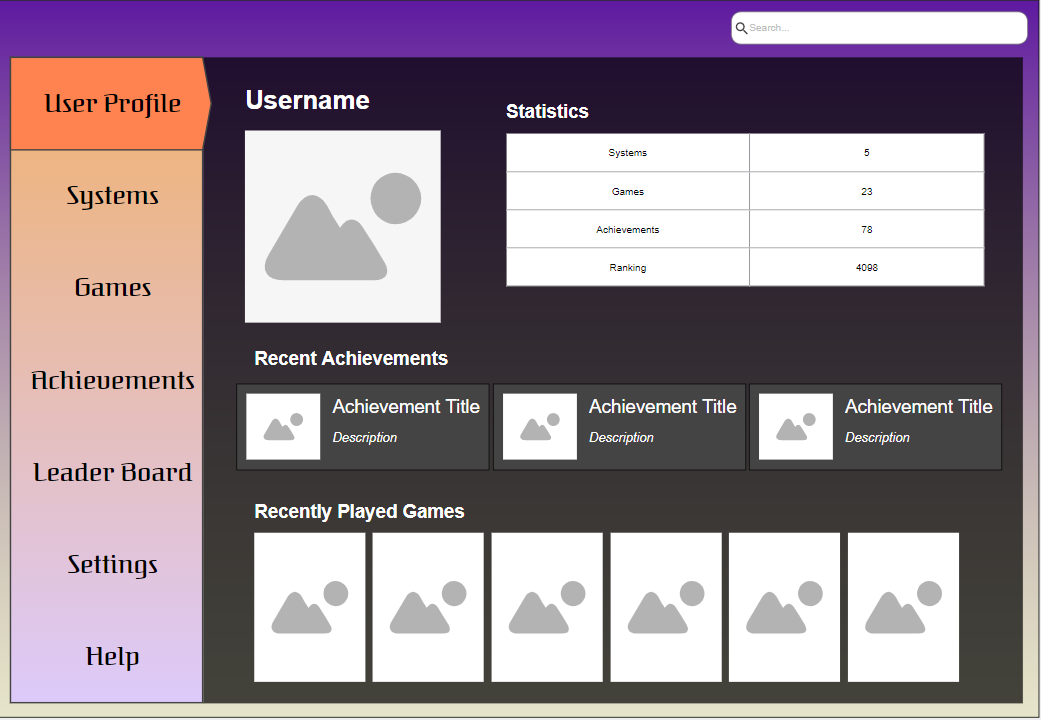 Search...
User Profile
Systems
Games
Achievements
Leader Board
Settings
Help
Username
Statistics
Systems 5
Games 23
Achievements 78
Ranking 4098
Recent Achievements
Achievement Title
Description
Achievement Title
Description
Achievement Title
Description
Recently Played Games